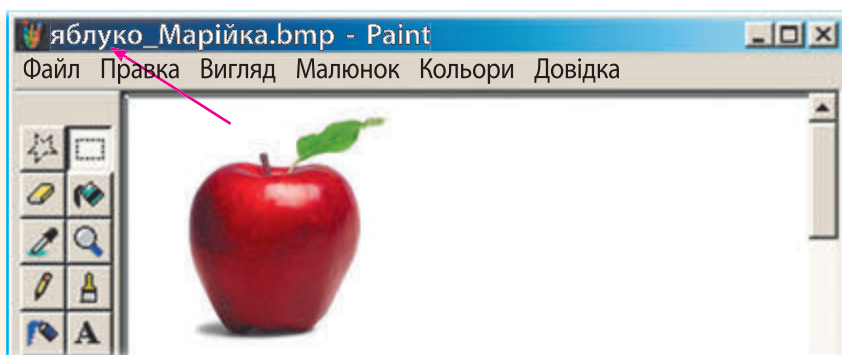 яблуко_Марійка.bmp - Paint
Файл Правка Вигляд Малюнок Кольори Довідка
A